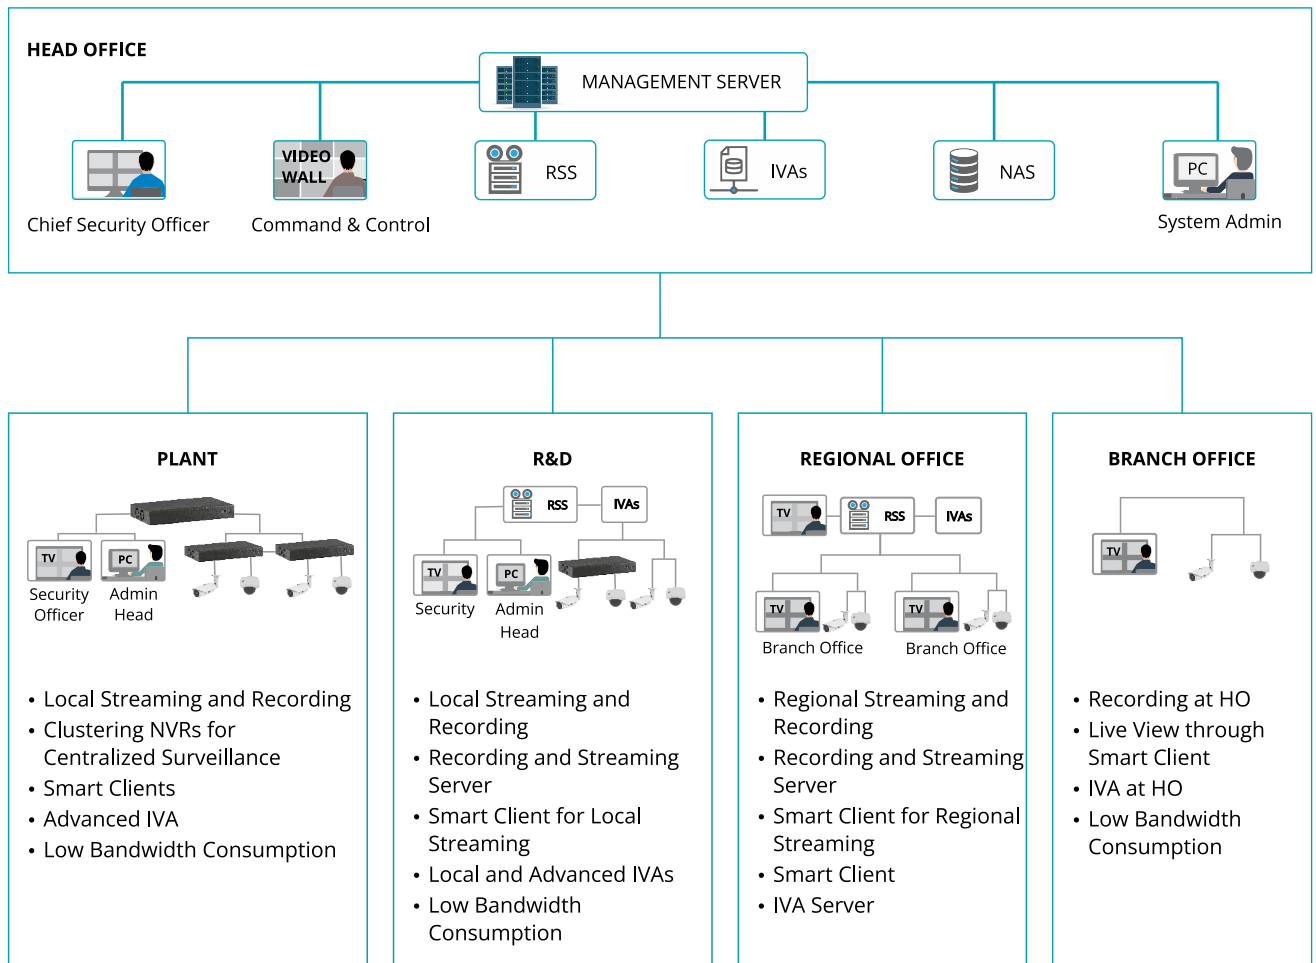 HEAD OFFICE
MANAGEMENT SERVER
VIDEO
WALL
RSS
IVAs
NAS
PC
Chief Security Officer
Command & Control
System Admin
PLANT
TV
PC
Security
Officer
Admin
Head
• Local Streaming and Recording
• Clustering NVRs for
Centralized Surveillance
• Smart Clients
• Advanced IVA
• Low Bandwidth Consumption
R&D
RSS
IVAs
TV
PC
Security
Admin
Head
• Local Streaming and
Recording
• Recording and Streaming
Server
• Smart Client for Local
Streaming
• Local and Advanced IVAs
• Low Bandwidth
Consumption
REGIONAL OFFICE
TV
RSS
IVAs
TV
TV
Branch Office
Branch Office
• Regional Streaming and
Recording
• Recording and Streaming
Server
• Smart Client for Regional
Streaming
• Smart Client
• IVA Server
BRANCH OFFICE
TV
• Recording at HO
• Live View through
Smart Client
• IVA at HO
• Low Bandwidth
Consumption